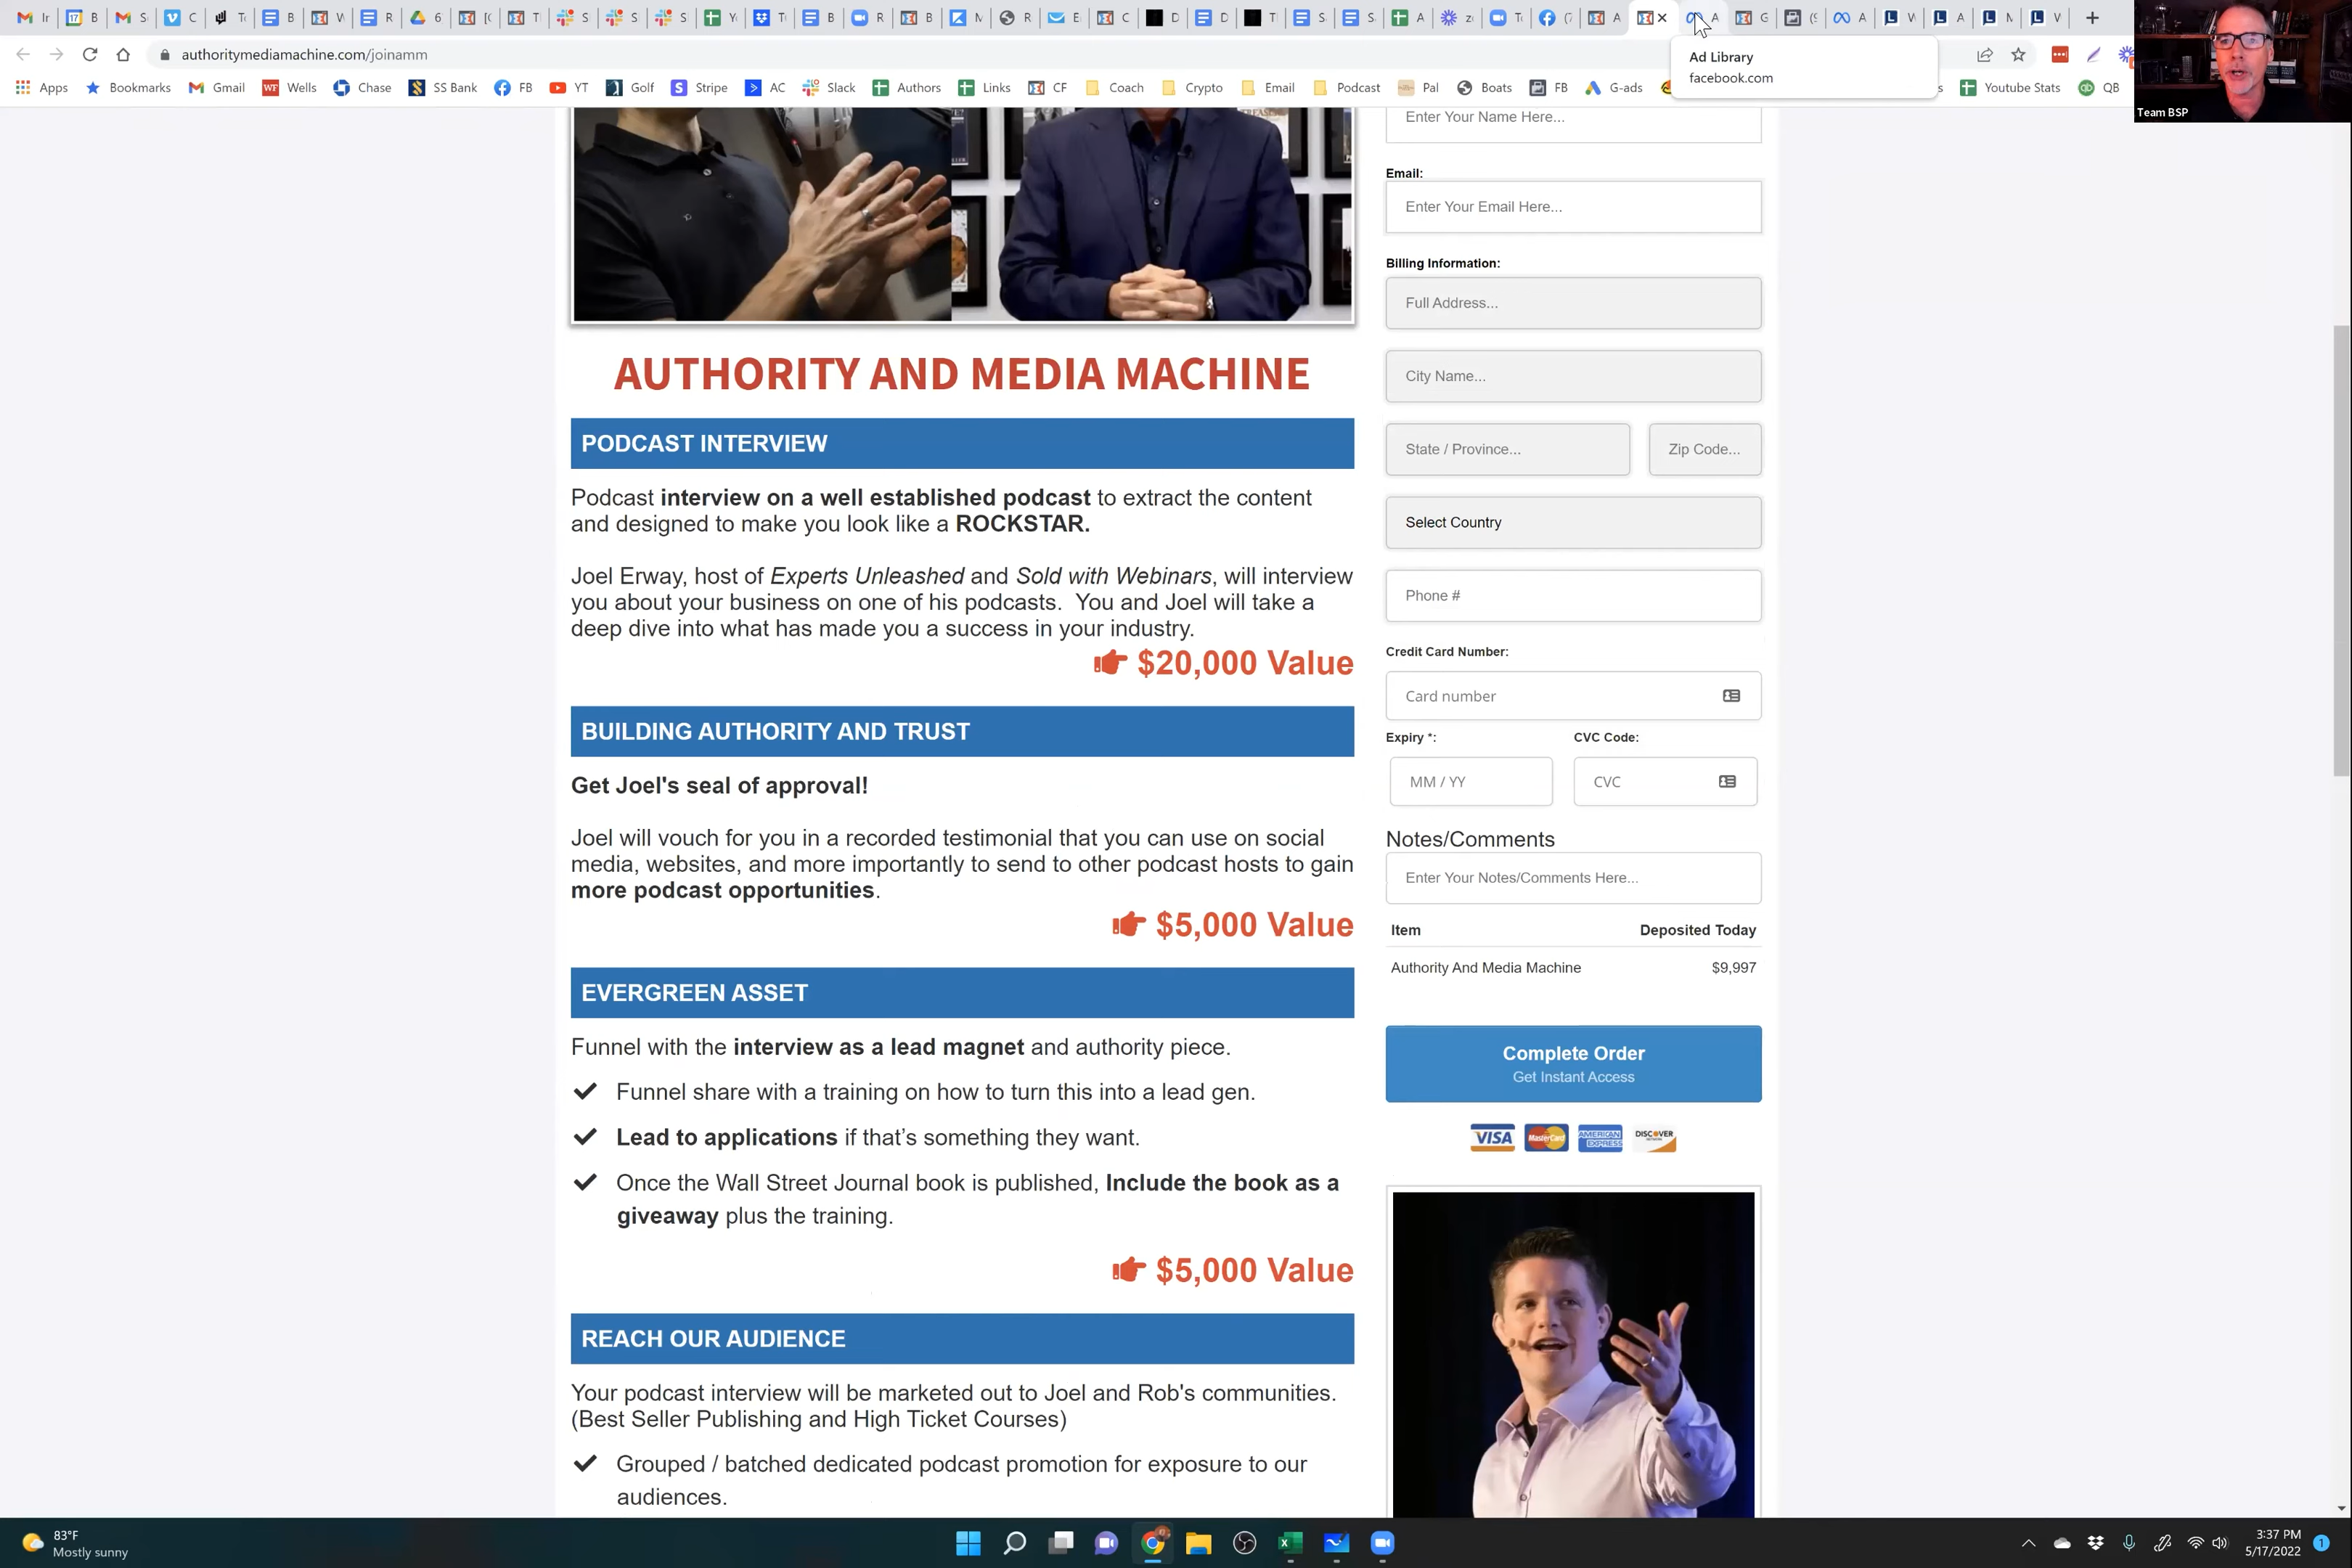 Ad Library
facebook.com
authoritymediamachine.com/joinamm
Apps
Bookmarks
Gmail
Wells
Chase
SS Bank
FB
YT
Golf
Stripe
AC
Slack
Authors
Links
CF
Coach
Crypto
Email
Podcast
Pal
Boats
FB
G-ads
Youtube Stats
QB
Team BSP
AUTHORITY AND MEDIA MACHINE
PODCAST INTERVIEW
Podcast interview on a well established podcast to extract the content
and designed to make you look like a ROCKSTAR.
Joel Erway, host of Experts Unleashed and Sold with Webinars, will interview
you about your business on one of his podcasts. You and Joel will take a
deep dive into what has made you a success in your industry.
$20,000 Value
BUILDING AUTHORITY AND TRUST
Get Joel's seal of approval!
Joel will vouch for you in a recorded testimonial that you can use on social
media, websites, and more importantly to send to other podcast hosts to gain
more podcast opportunities.
$5,000 Value
EVERGREEN ASSET
Funnel with the interview as a lead magnet and authority piece.
Funnel share with a training on how to turn this into a lead gen.
Lead to applications if that’s something they want.
Once the Wall Street Journal book is published, Include the book as a
giveaway plus the training.
$5,000 Value
REACH OUR AUDIENCE
Your podcast interview will be marketed out to Joel and Rob's communities.
(Best Seller Publishing and High Ticket Courses)
Grouped / batched dedicated podcast promotion for exposure to our
audiences.
Enter Your Name Here...
Email:
Enter Your Email Here...
Billing Information:
Full Address...
City Name...
State / Province...
Zip Code...
Select Country
Phone #
Credit Card Number:
Card number
Expiry *:
CVC Code:
MM / YY
CVC
Notes/Comments
Enter Your Notes/Comments Here...
Item
Deposited Today
Authority And Media Machine
$9,997
Complete Order
Get Instant Access
VISA
MasterCard
AMERICAN EXPRESS
DISCOVER
83°F
Mostly sunny
3:37 PM
5/17/2022